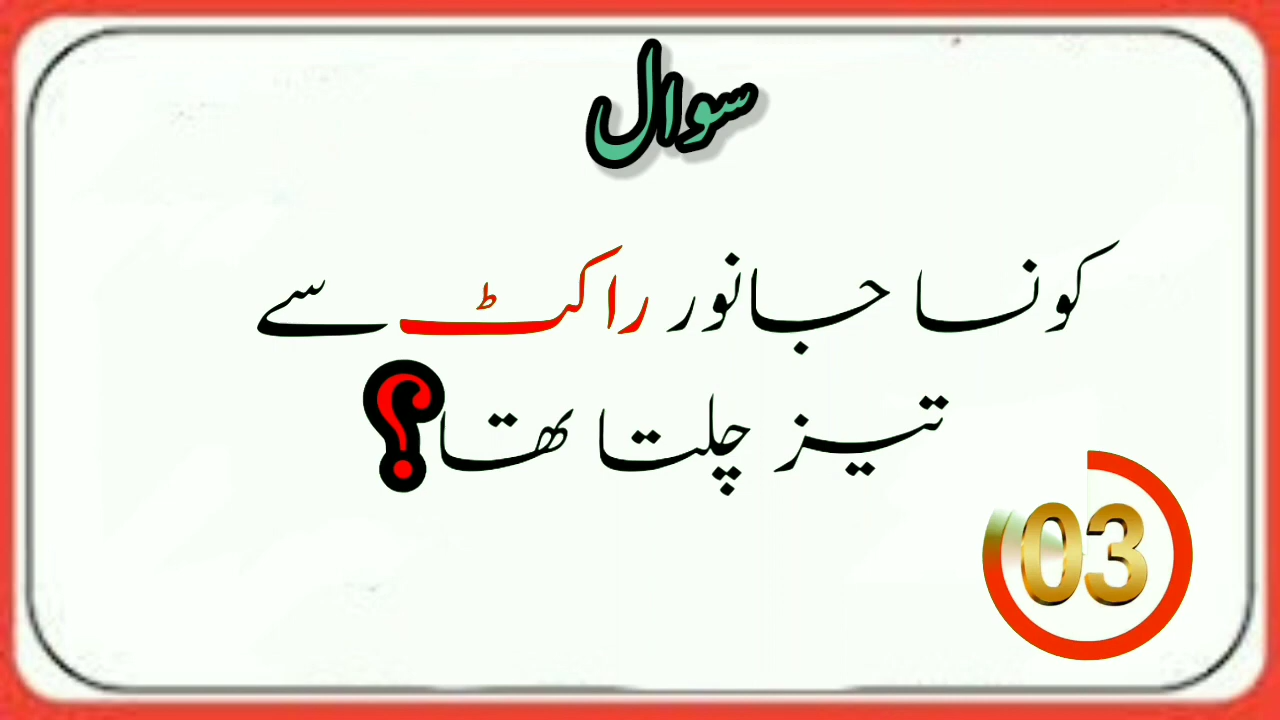 سوال
کونسا جانور راکٹ سے
تیز چلتا تھا؟
03